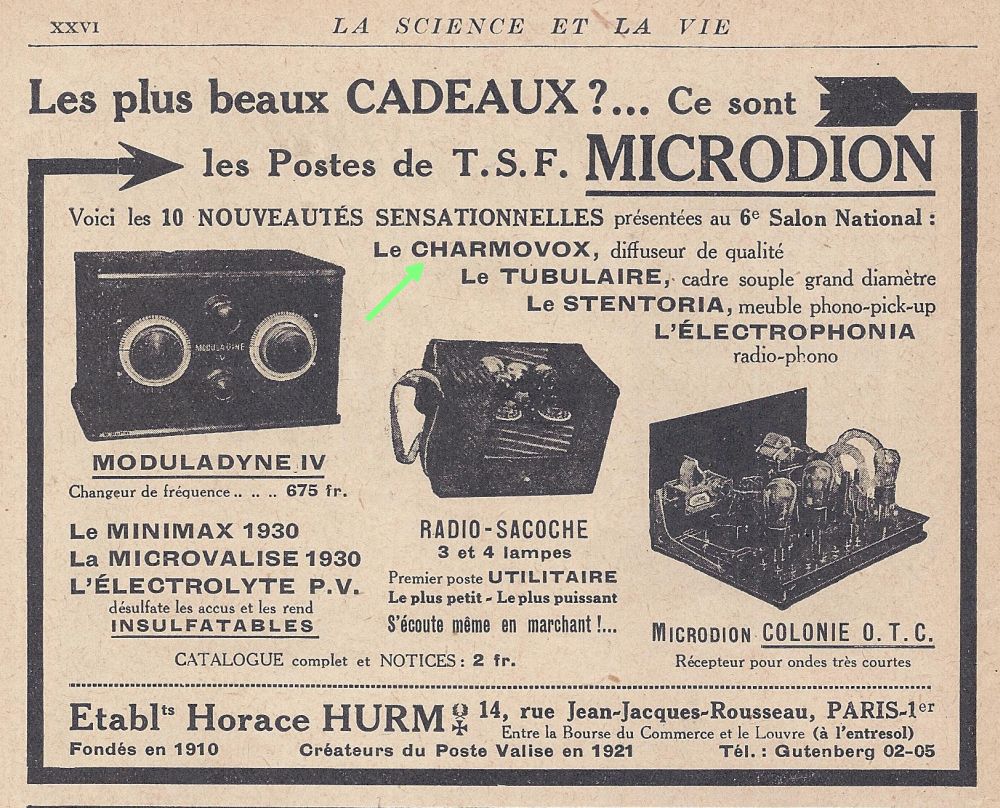 XXVI LA SCIENCE ET LA VIE
Les plus beaux CADEAUX ?... Ce sont
les Postes de T.S.F. MICRODION
Voici les 10 NOUVEAUTÉS SENSATIONNELLES présentées au 6e Salon National :
Le CHARMOVOX, diffuseur de qualité
Le TUBULAIRE, cadre souple grand diamètre
Le STENTORIA, meuble phono-pick-up
L'ÉLECTROPHONIA
radio-phono
MODULADYNE
IV
MODULADYNE IV
Changeur de fréquence.. .. .. 675 fr.
Le MINIMAX 1930
La MICROVALISE 1930
L'ÉLECTROLYTE P.V.
désulfate les accus et les rend
INSULFATABLES
RADIO-SACOCHE
3 et 4 lampes
Premier poste UTILITAIRE
Le plus petit - Le plus puissant
S'écoute même en marchant !...
MICRODION COLONIE O.T.C.
Récepteur pour ondes très courtes
CATALOGUE complet et NOTICES : 2 fr.
Etablts Horace HURM 14, rue Jean-Jacques-Rousseau, PARIS-1er
Entre la Bourse du Commerce et le Louvre (à l'entresol)
Fondés en 1910 Créateurs du Poste Valise en 1921 Tél. : Gutenberg 02-05